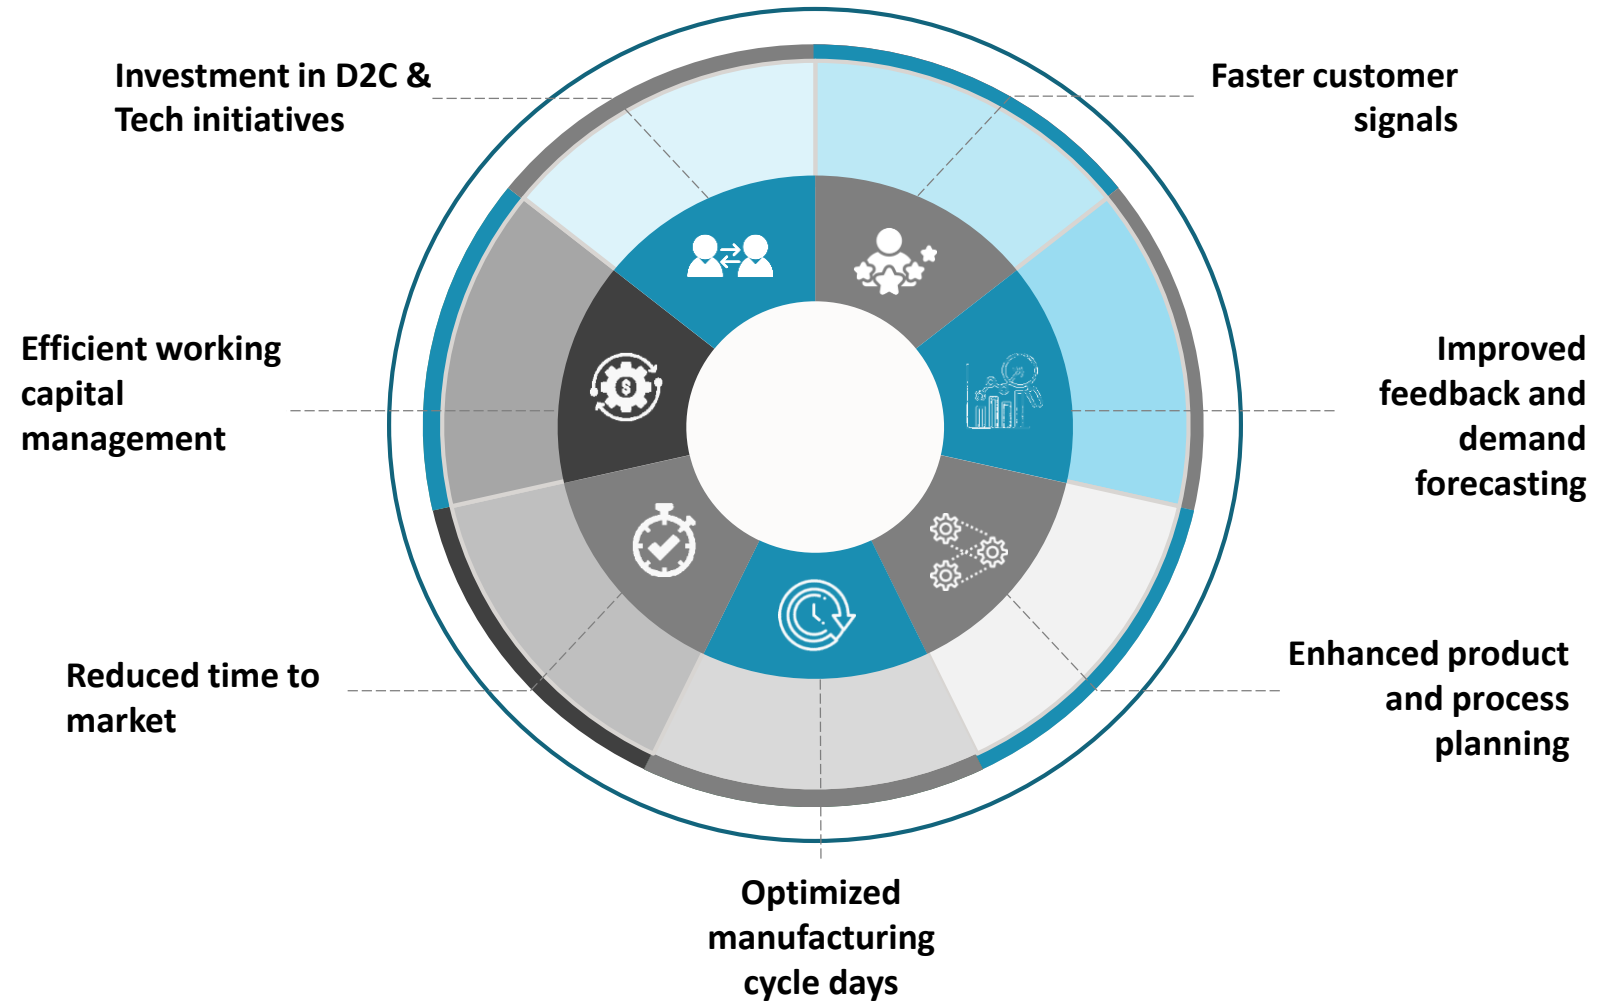 Investment in D2C &
Tech initiatives
Faster customer
signals
Efficient working
capital
management
Improved
feedback and
demand
forecasting
Reduced time to
market
Enhanced product
and process
planning
Optimized
manufacturing
cycle days